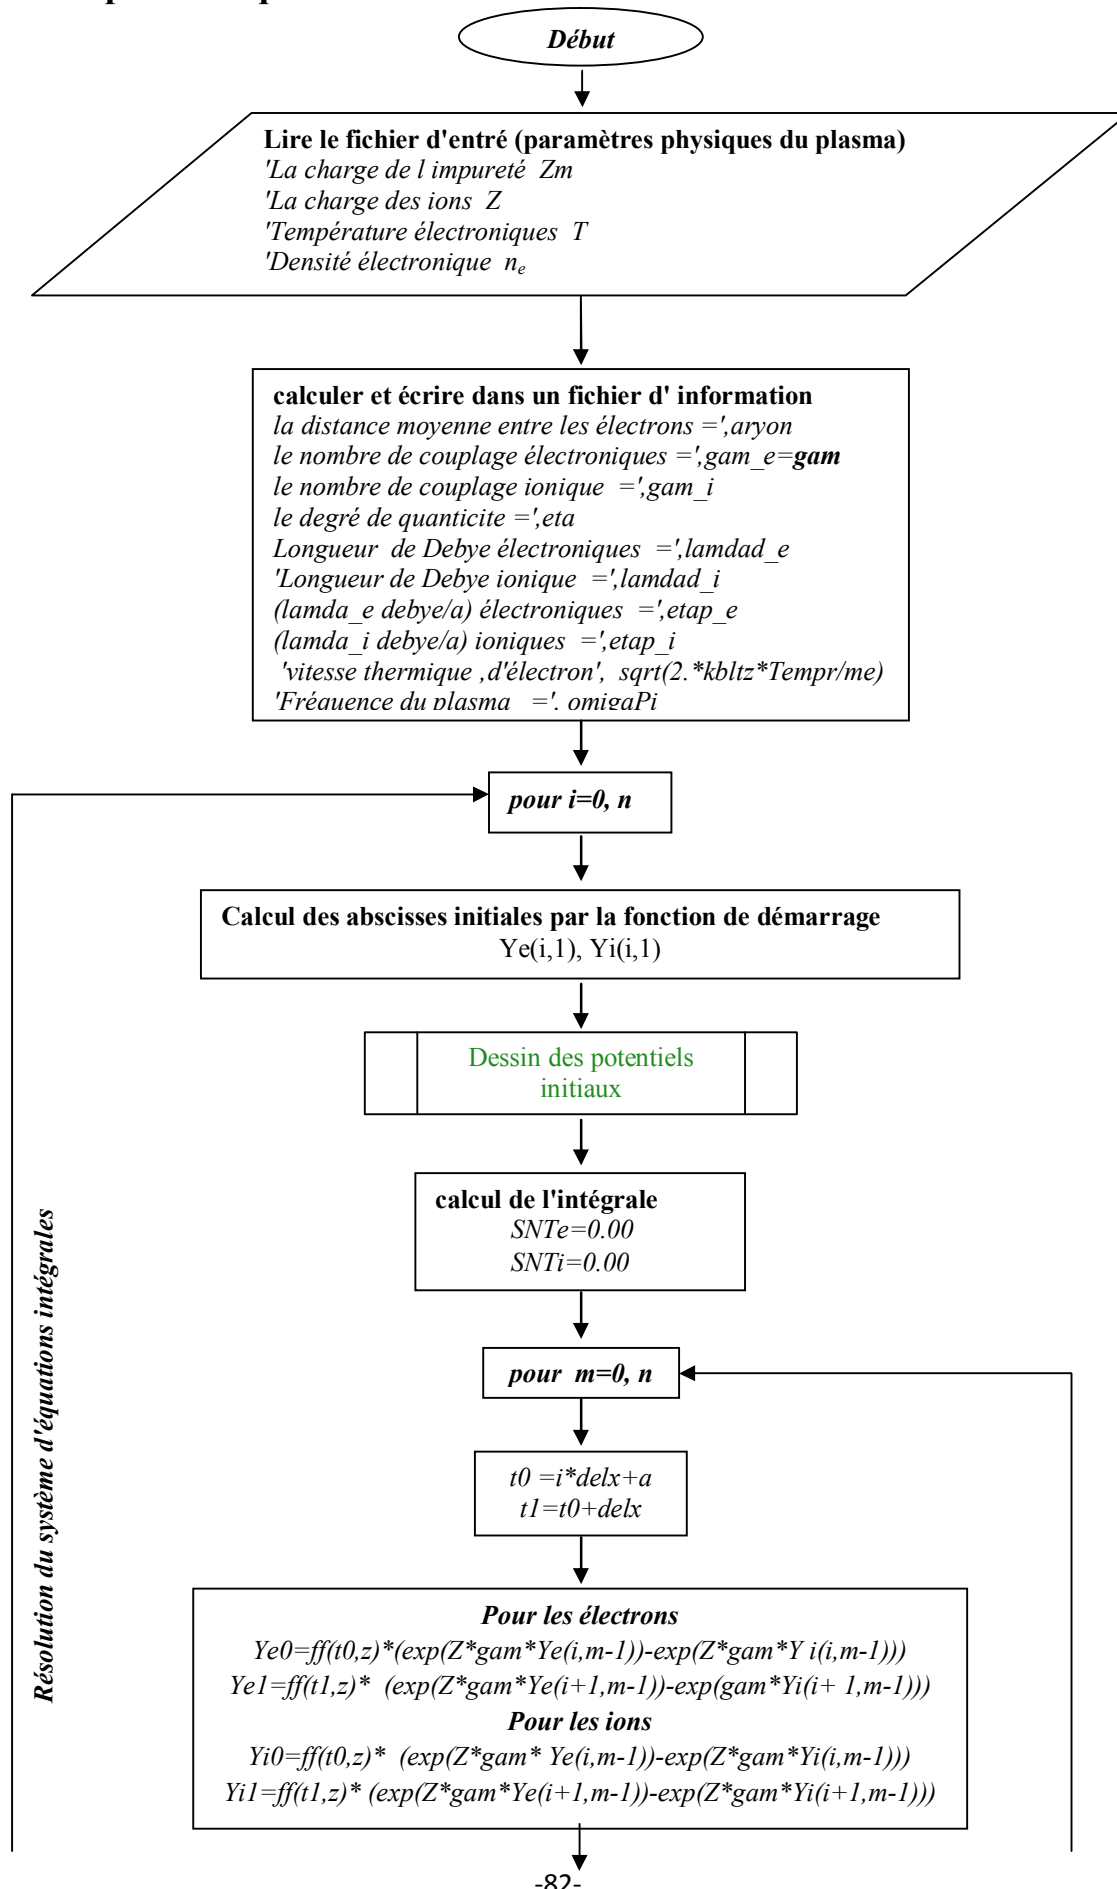 Début
Lire le fichier d'entré (paramètres physiques du plasma)
'La charge de l impureté Zm
'La charge des ions Z
'Température électroniques T
'Densité électronique nₑ
calculer et écrire dans un fichier d' information
la distance moyenne entre les électrons =',aryon
le nombre de couplage électroniques =',gam_e=gam
le nombre de couplage ionique =',gam_i
le degré de quanticite =',eta
Longueur de Debye électroniques =',lamdad_e
'Longueur de Debye ionique =',lamdad_i
(lamda_e debye/a) électroniques =',etap_e
(lamda_i debye/a) ioniques =',etap_i
'vitesse thermique ,d'électron', sqrt(2.*kbltz*Tempr/me)
'Fréquence du plasma =', omigaPi
pour i=0, n
Calcul des abscisses initiales par la fonction de démarrage
Ye(i,1), Yi(i,1)
Dessin des potentiels
initiaux
calcul de l'intégrale
SNTe=0.00
SNTi=0.00
pour m=0, n
t0 =i*delx+a
t1=t0+delx
Résolution du système d'équations intégrales
Pour les électrons
Ye0=ff(t0,z)*(exp(Z*gam*Ye(i,m-1))-exp(Z*gam*Y i(i,m-1)))
Ye1=ff(t1,z)* (exp(Z*gam*Ye(i+1,m-1))-exp(gam*Yi(i+ 1,m-1)))
Pour les ions
Yi0=ff(t0,z)* (exp(Z*gam* Ye(i,m-1))-exp(Z*gam*Yi(i,m-1)))
Yi1=ff(t1,z)* (exp(Z*gam*Ye(i+1,m-1))-exp(Z*gam*Yi(i+1,m-1)))
-82-